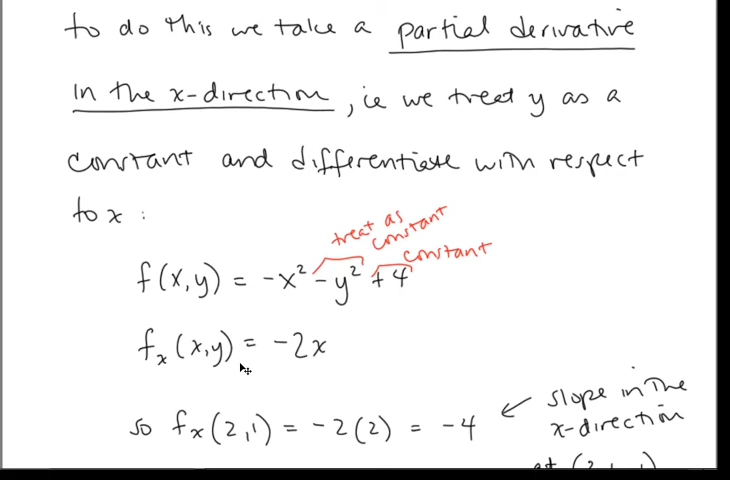 to do this we take a partial derivative
in the x-direction, ie we treat y as a
constant and differentiate with respect
to x :
treat as
constant
constant
f(x,y) = -x² - y² + 4
fₓ(x,y) = -2x
so fₓ(2,1) = -2(2) = -4
← slope in the
x-direction